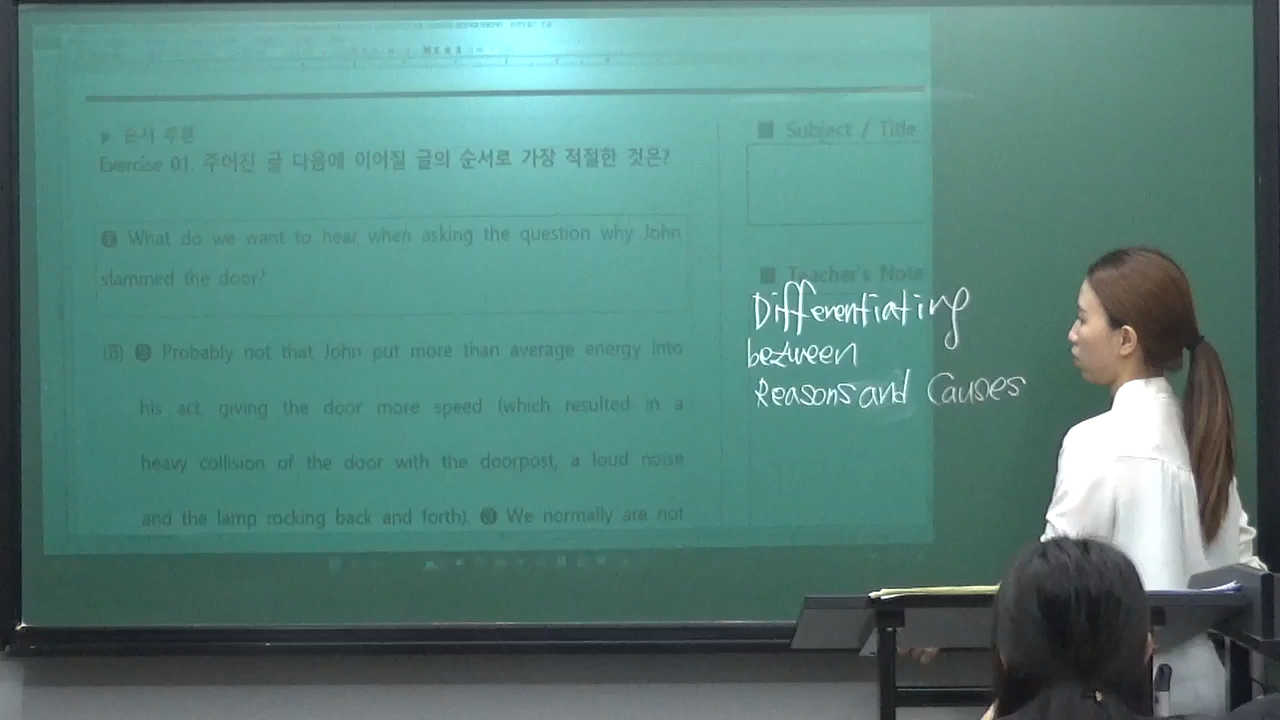 ▶ 순서 추론
Exercise 01. 주어진 글 다음에 이어질 글의 순서로 가장 적절한 것은?
❶ What do we want to hear when asking the question why John
slammed the door?
(B) ❷ Probably not that John put more than average energy into
his act, giving the door more speed (which resulted in a
heavy collision of the door with the doorpost, a loud noise
and the lamp rocking back and forth). ❸ We normally are not
■ Subject / Title
■ Teacher's Note
Differentiating
between
Reasons and Causes